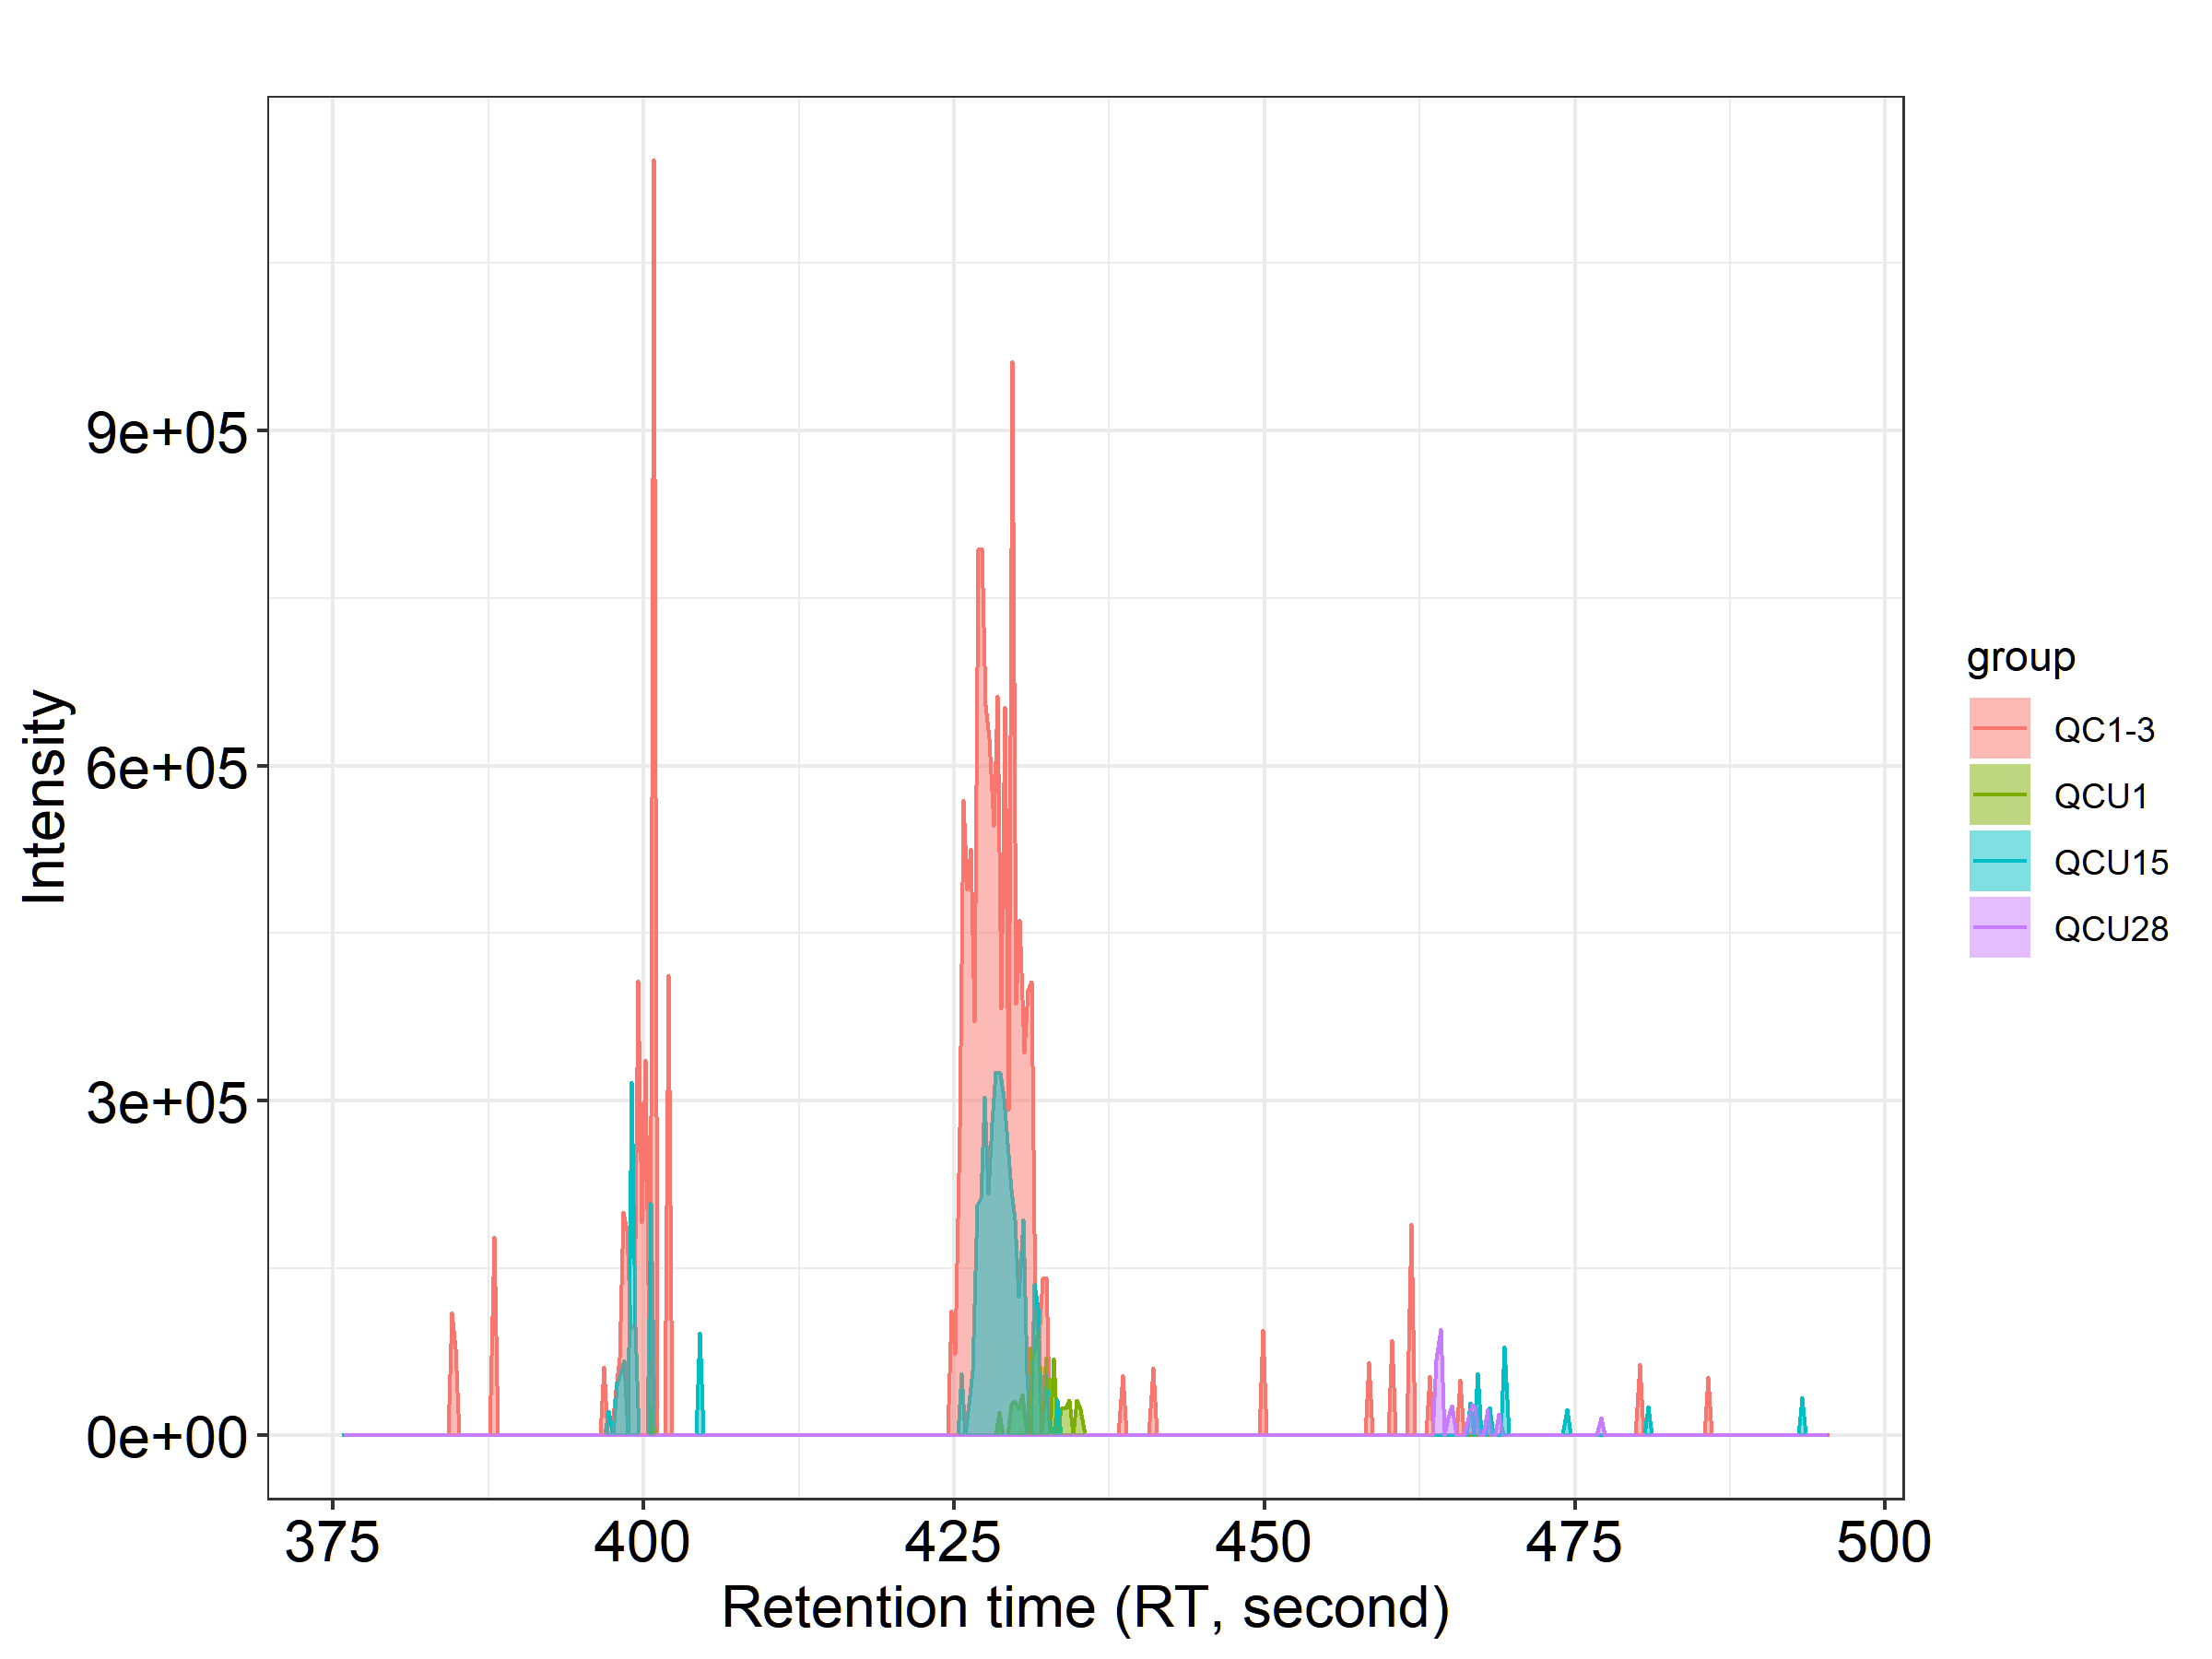 Intensity
9e+05
6e+05
3e+05
0e+00
375 400 425 450 475 500
Retention time (RT, second)
group
QC1-3
QCU1
QCU15
QCU28